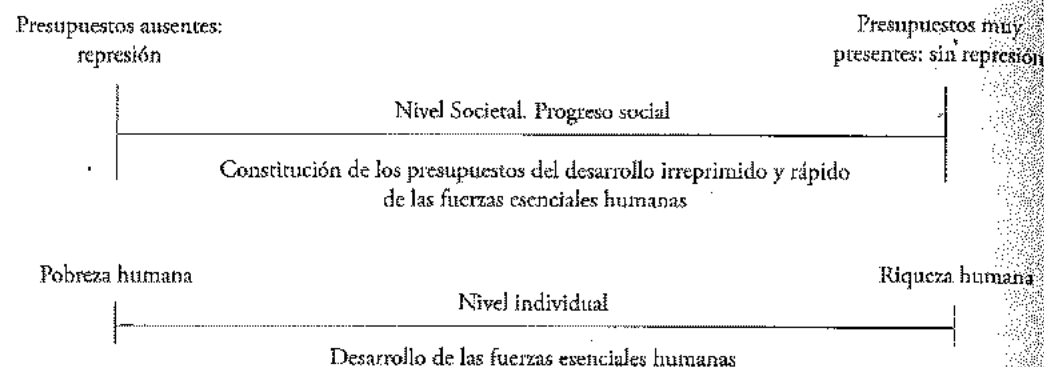 Presupuestos ausentes:
represión
Presupuestos muy
presentes: sin represión
Nivel Societal. Progreso social
Constitución de los presupuestos del desarrollo irreprimido y rápido
de las fuerzas esenciales humanas
Pobreza humana
Riqueza humana
Nivel individual
Desarrollo de las fuerzas esenciales humanas